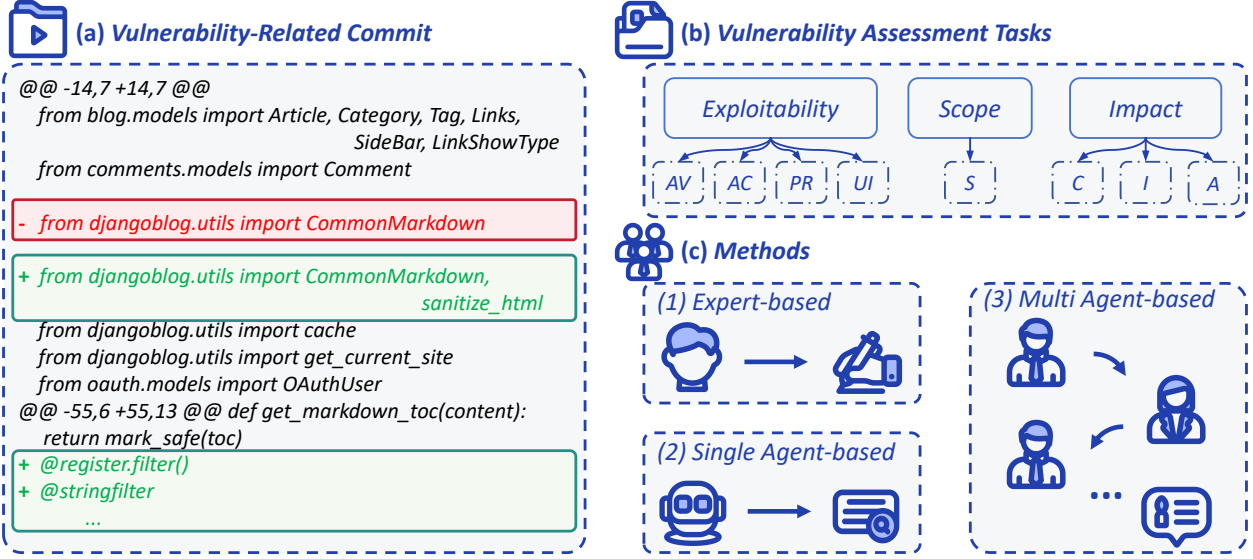 (a) Vulnerability-Related Commit
@@ -14,7 +14,7 @@
from blog.models import Article, Category, Tag, Links,
SideBar, LinkShowType
from comments.models import Comment
- from djangoblog.utils import CommonMarkdown
+ from djangoblog.utils import CommonMarkdown,
sanitize_html
from djangoblog.utils import cache
from djangoblog.utils import get_current_site
from oauth.models import OAuthUser
@@ -55,6 +55,13 @@ def get_markdown_toc(content):
return mark_safe(toc)
+ @register.filter()
+ @stringfilter
...
(b) Vulnerability Assessment Tasks
Exploitability Scope Impact
AV AC PR UI S C I A
(c) Methods
(1) Expert-based
(2) Single Agent-based
(3) Multi Agent-based
...